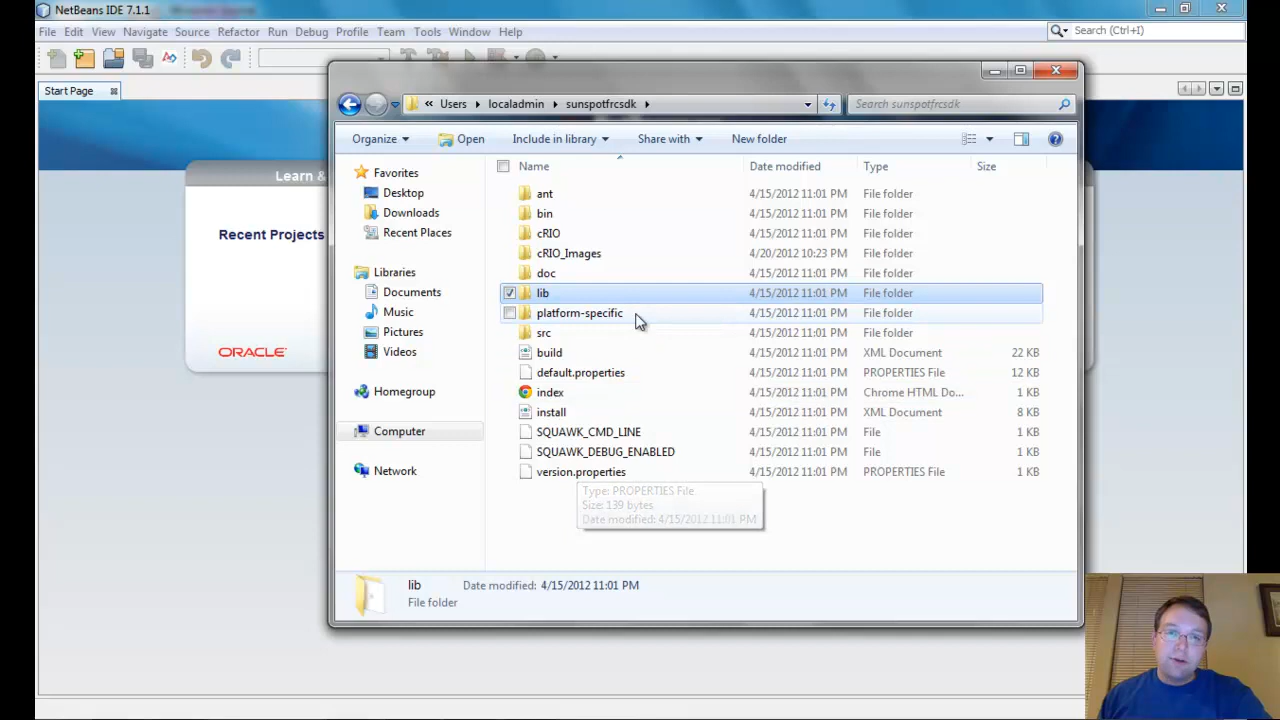 NetBeans IDE 7.1.1
File Edit View Navigate Source Refactor Run Debug Profile Team Tools Window Help
Search (Ctrl+I)
Start Page
Learn &
Recent Projects
ORACLE
« Users localadmin sunspotfrcsdk
Search sunspotfrcsdk
Organize Open Include in library Share with New folder
Favorites
Desktop
Downloads
Recent Places
Libraries
Documents
Music
Pictures
Videos
Homegroup
Computer
Network
Name Date modified Type Size
ant 4/15/2012 11:01 PM File folder
bin 4/15/2012 11:01 PM File folder
cRIO 4/15/2012 11:01 PM File folder
cRIO_Images 4/20/2012 10:23 PM File folder
doc 4/15/2012 11:01 PM File folder
lib 4/15/2012 11:01 PM File folder
platform-specific 4/15/2012 11:01 PM File folder
src 4/15/2012 11:01 PM File folder
build 4/15/2012 11:01 PM XML Document 22 KB
default.properties 4/15/2012 11:01 PM PROPERTIES File 12 KB
index 4/15/2012 11:01 PM Chrome HTML Do... 1 KB
install 4/15/2012 11:01 PM XML Document 8 KB
SQUAWK_CMD_LINE 4/15/2012 11:01 PM File 1 KB
SQUAWK_DEBUG_ENABLED 4/15/2012 11:01 PM File 1 KB
version.properties 4/15/2012 11:01 PM PROPERTIES File 1 KB
Type: PROPERTIES File
Size: 139 bytes
Date modified: 4/15/2012 11:01 PM
lib Date modified: 4/15/2012 11:01 PM
File folder